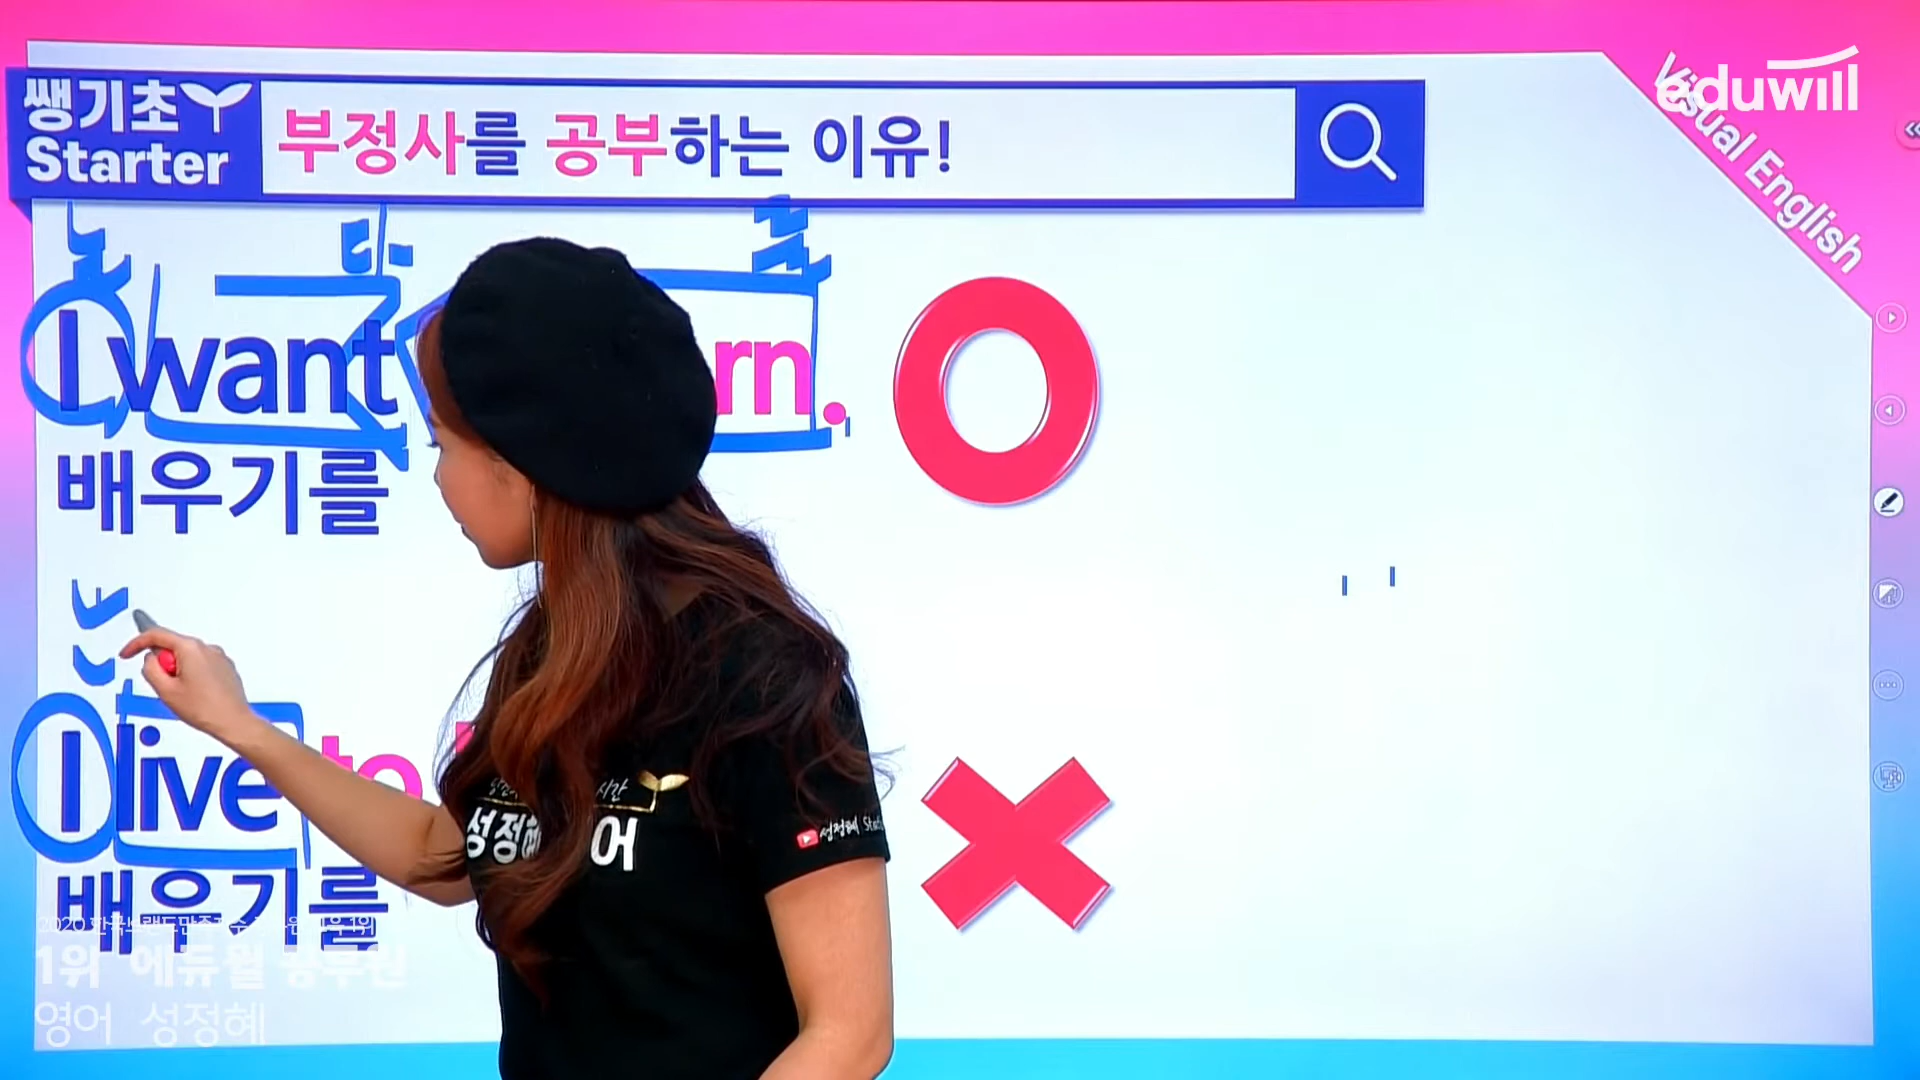 eduwill
Visual English
쌩기초
Starter
부정사를 공부하는 이유!
I want rn.
배우기를
I live to
배우기를
1위 에듀윌 공무원
영어 성정혜
성정혜 어